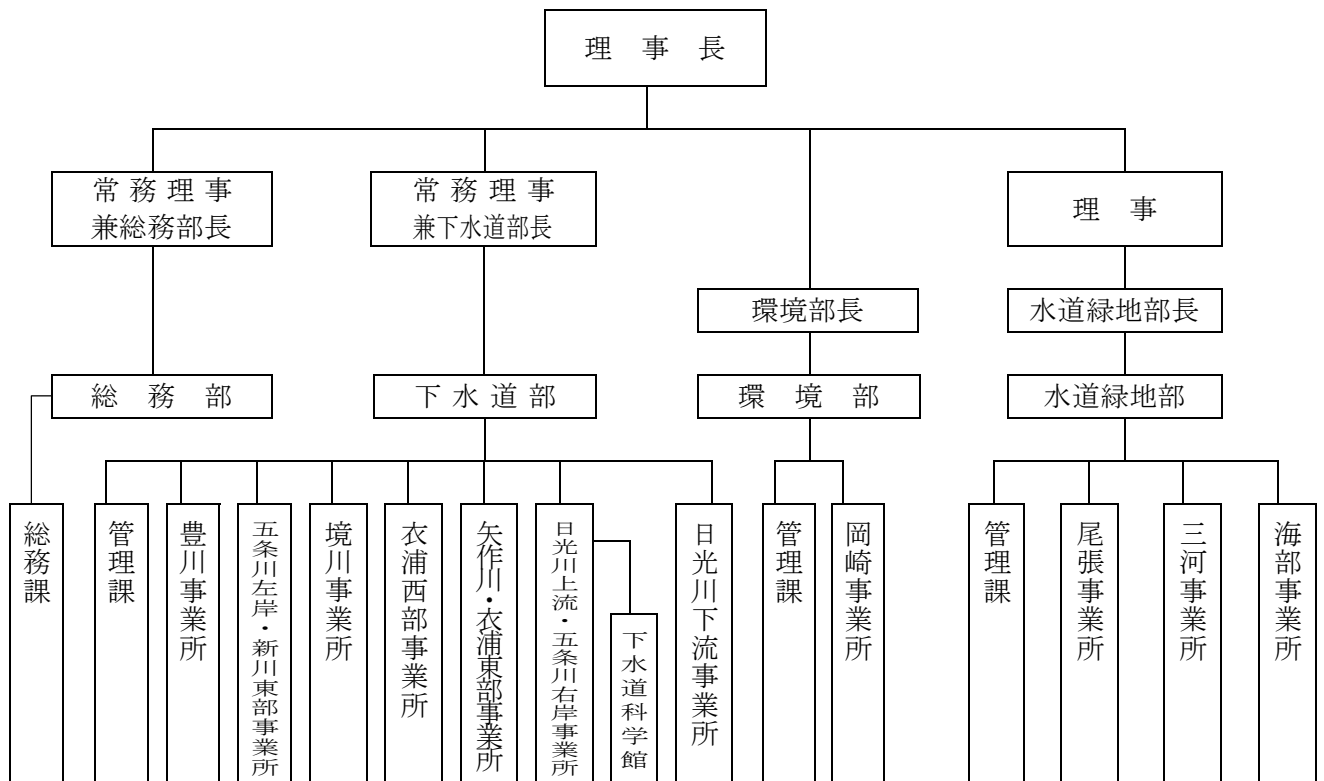 理事長
常務理事
兼総務部長
常務理事
兼下水道部長
理事
環境部長
水道緑地部長
総務部
下水道部
環境部
水道緑地部
総務課
管理課
豊川事業所
五条川左岸・新川東部事業所
境川事業所
衣浦西部事業所
矢作川・衣浦東部事業所
日光川上流・五条川右岸事業所
下水道科学館
日光川下流事業所
管理課
岡崎事業所
管理課
尾張事業所
三河事業所
海部事業所